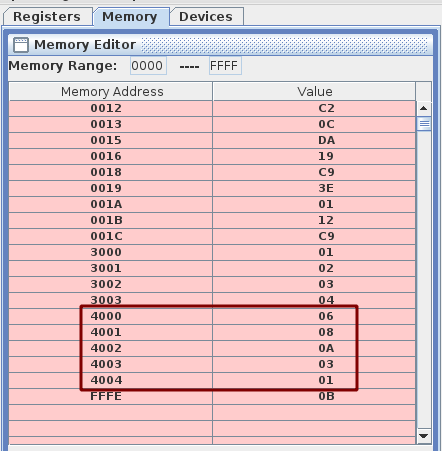 Registers Memory Devices
Memory Editor
Memory Range: 0000 ---- FFFF
Memory Address Value
0012 C2
0013 0C
0015 DA
0016 19
0018 C9
0019 3E
001A 01
001B 12
001C C9
3000 01
3001 02
3002 03
3003 04
4000 06
4001 08
4002 0A
4003 03
4004 01
FFFE 0B